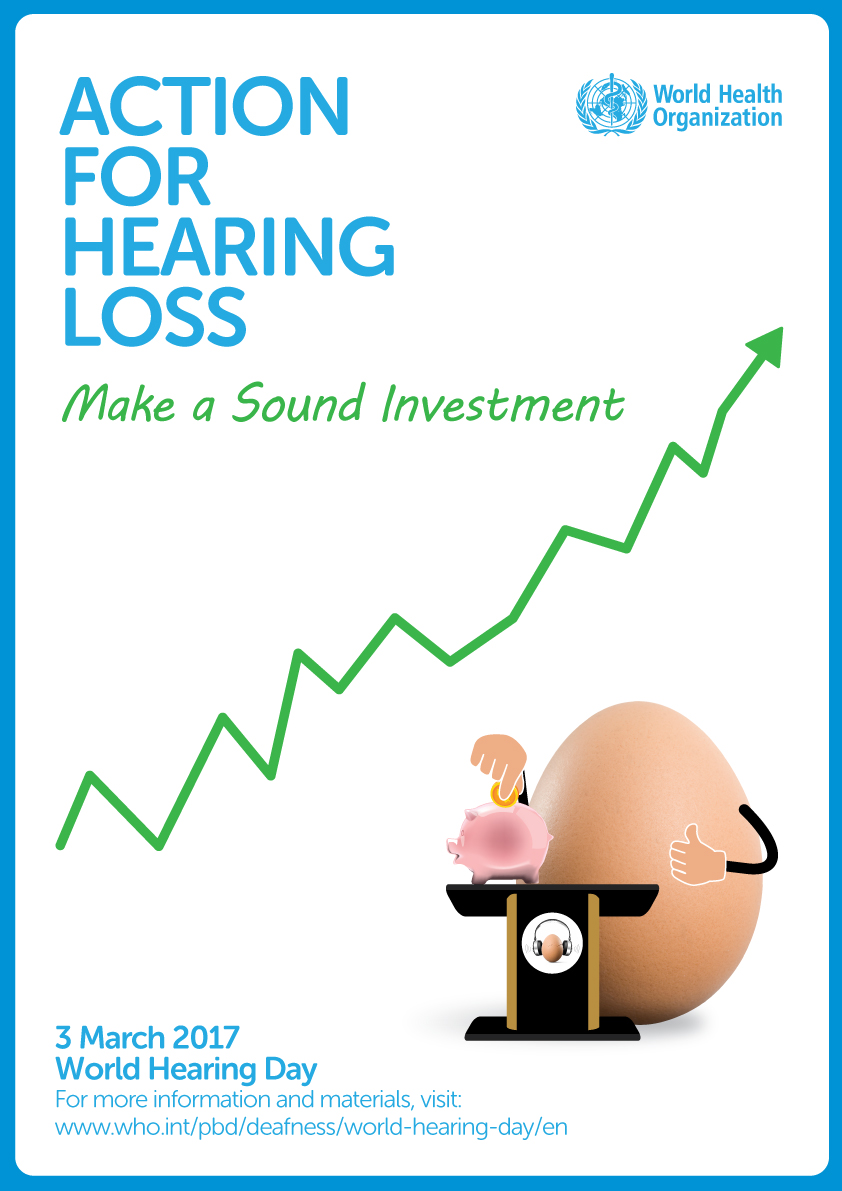 ACTION
FOR
HEARING
LOSS
World Health
Organization
Make a Sound Investment
3 March 2017
World Hearing Day
For more information and materials, visit:
www.who.int/pbd/deafness/world-hearing-day/en